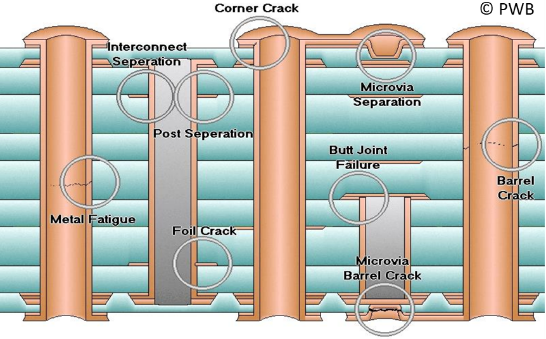 Corner Crack
© PWB
Interconnect
Seperation
Microvia
Separation
Post Seperation
Butt Joint
Failure
Barrel
Crack
Metal Fatigue
Foil Crack
Microvia
Barrel Crack